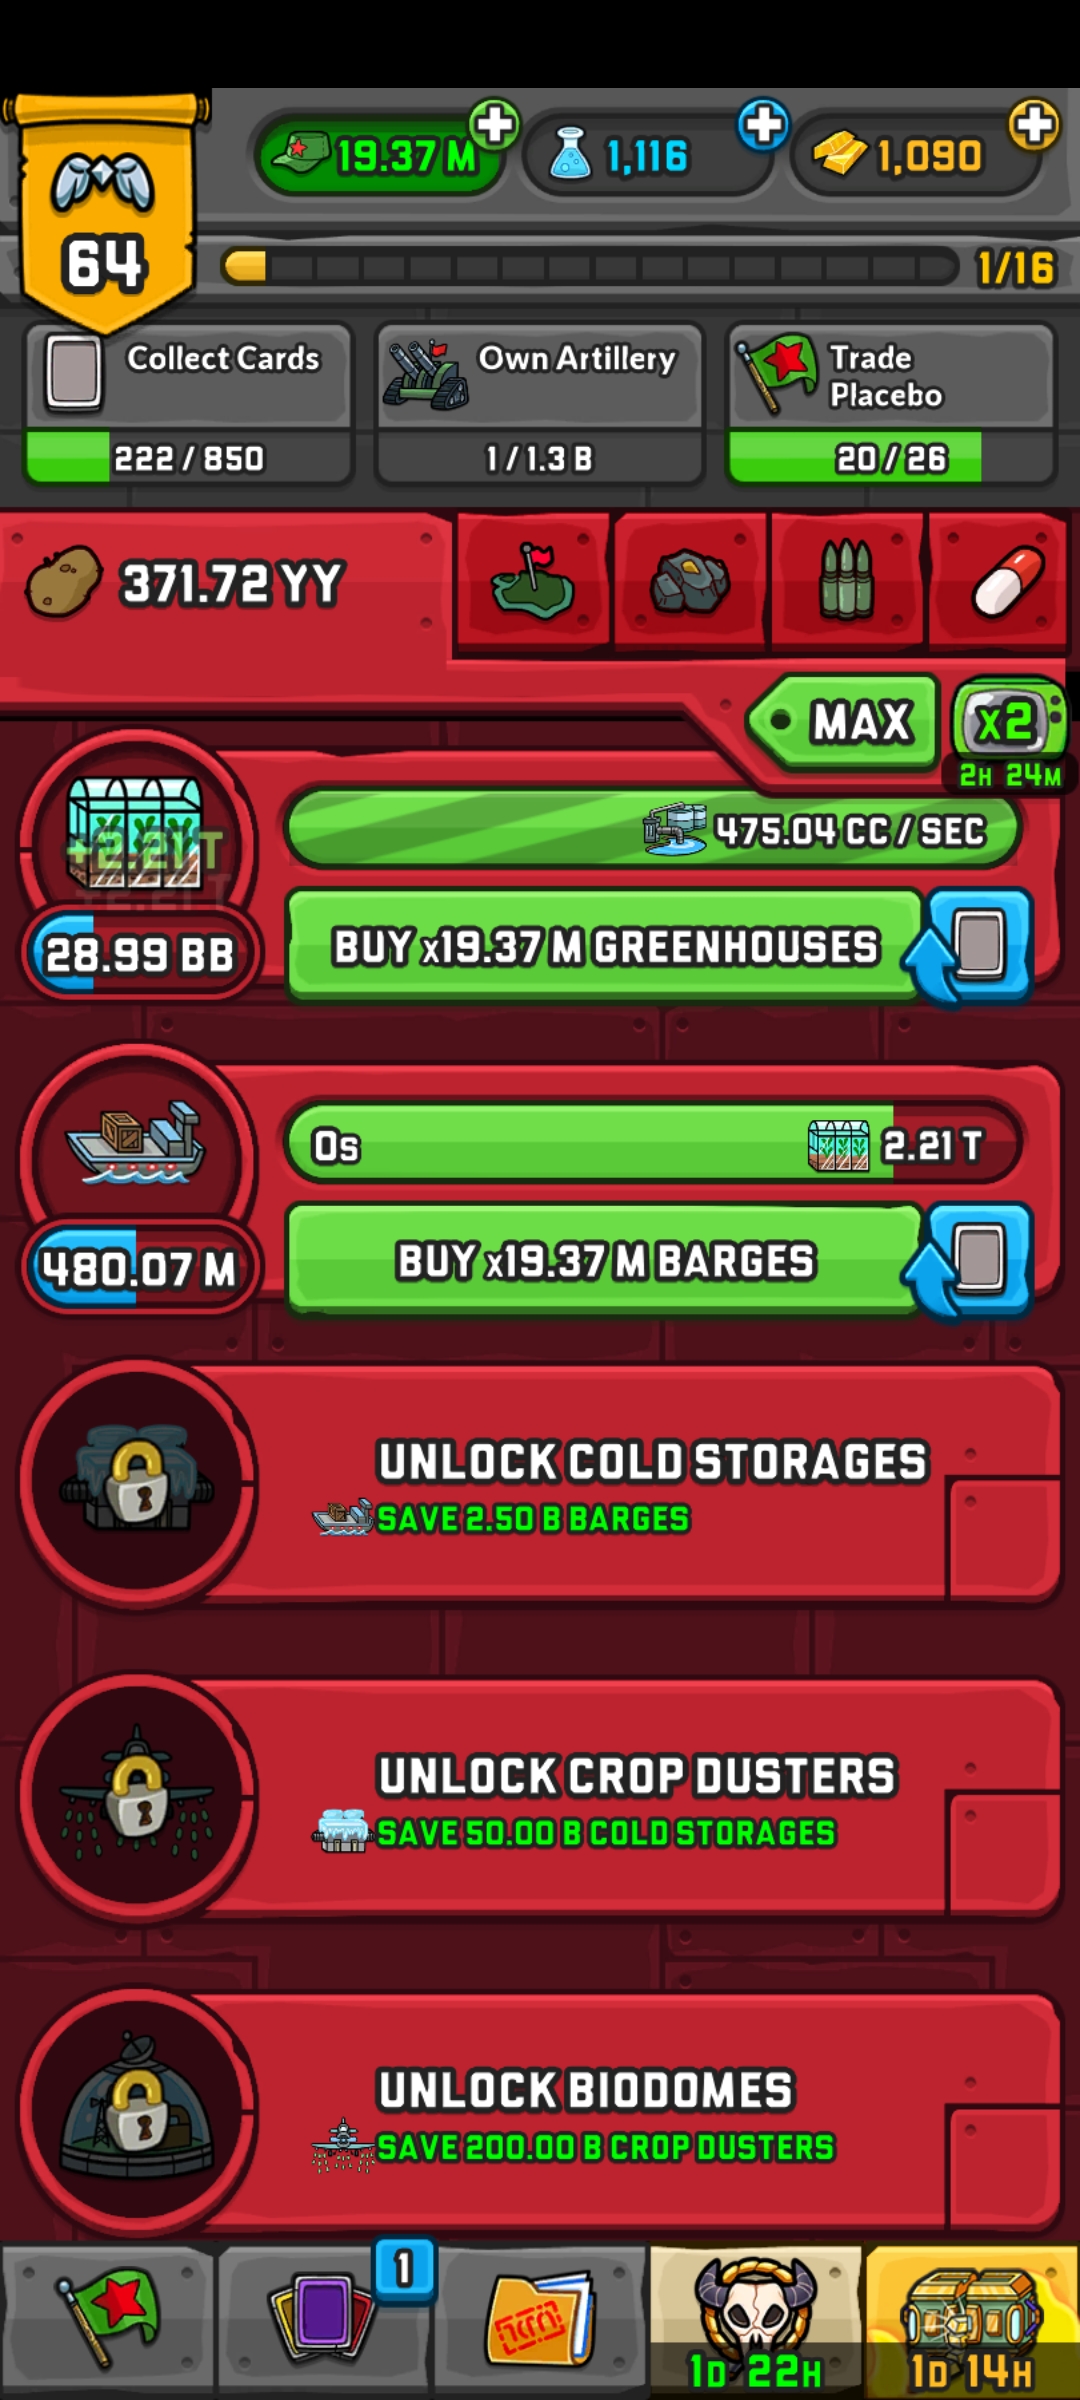 64
19.37 M
1,116
1,090
1/16
Collect Cards
222 / 850
Own Artillery
1 / 1.3 B
Trade
Placebo
20 / 26
371.72 YY
MAX
x2
2H 24M
+2.21 T
+2.21 T
475.04 CC / SEC
28.99 BB
BUY x19.37 M GREENHOUSES
0s
2.21 T
480.07 M
BUY x19.37 M BARGES
UNLOCK COLD STORAGES
SAVE 2.50 B BARGES
UNLOCK CROP DUSTERS
SAVE 50.00 B COLD STORAGES
UNLOCK BIODOMES
SAVE 200.00 B CROP DUSTERS
1
1D 22H
1D 14H